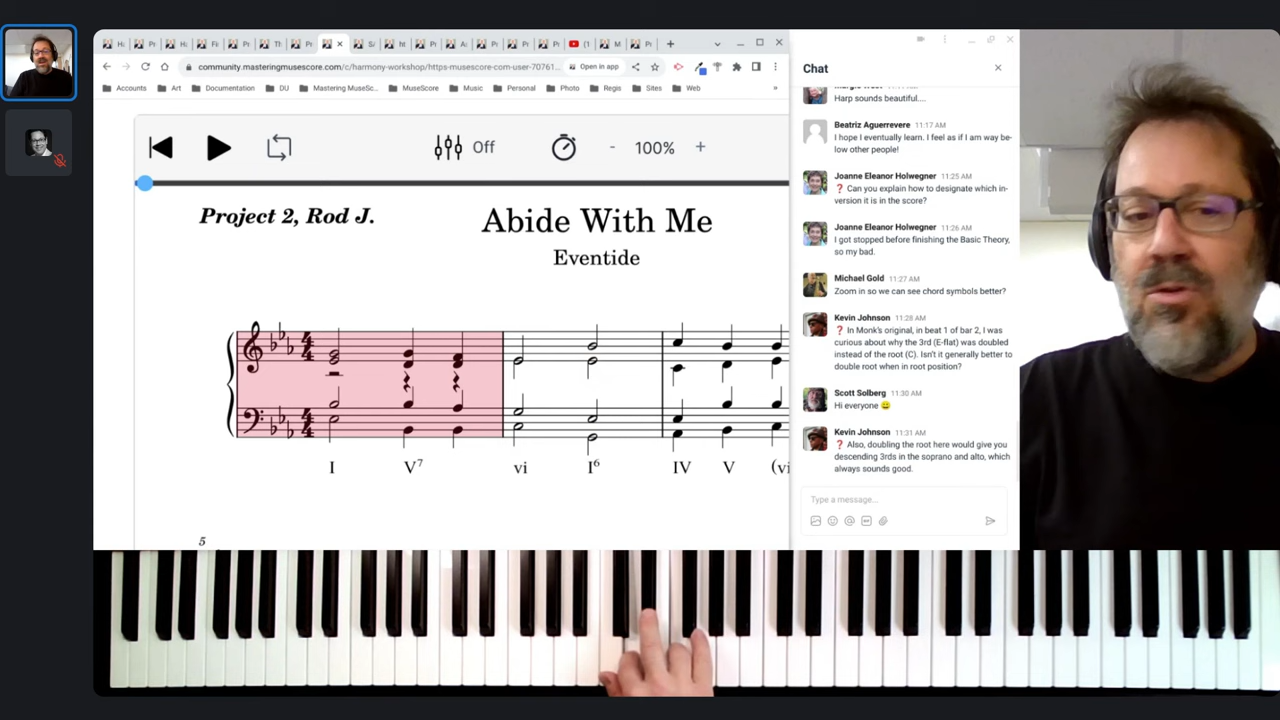 community.masteringmusescore.com/c/harmony-workshop/https-musescore-com-user-70761...
Open in app
Accounts
Art
Documentation
DU
Mastering MuseSc...
MuseScore
Music
Personal
Photo
Regis
Sites
Web
»
Off
- 100% +
Project 2, Rod J.
Abide With Me
Eventide
I V7 vi I6 IV V (vi
5
Chat
Harp sounds beautiful....
Beatriz Aguerrevere 11:17 AM
I hope I eventually learn. I feel as if I am way be-
low other people!
Joanne Eleanor Holwegner 11:25 AM
❓ Can you explain how to designate which in-
version it is in the score?
Joanne Eleanor Holwegner 11:26 AM
I got stopped before finishing the Basic Theory,
so my bad.
Michael Gold 11:27 AM
Zoom in so we can see chord symbols better?
Kevin Johnson 11:28 AM
❓ In Monk's original, in beat 1 of bar 2, I was
curious about why the 3rd (E-flat) was doubled
instead of the root (C). Isn't it generally better to
double root when in root position?
Scott Solberg 11:30 AM
Hi everyone 😀
Kevin Johnson 11:31 AM
❓ Also, doubling the root here would give you
descending 3rds in the soprano and alto, which
always sounds good.
Type a message...